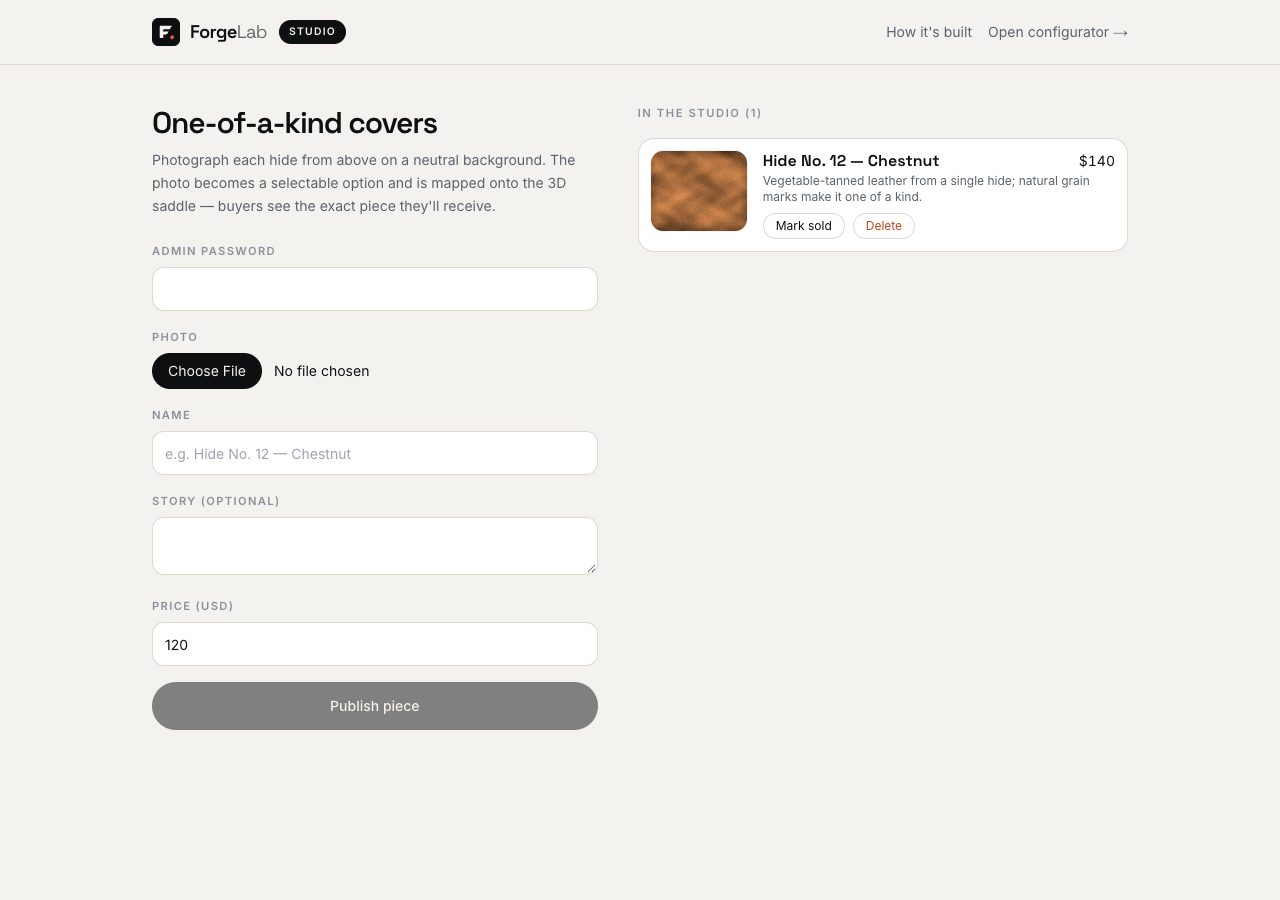 F.
ForgeLab
STUDIO
How it's built
Open configurator →
One-of-a-kind covers
Photograph each hide from above on a neutral background. The
photo becomes a selectable option and is mapped onto the 3D
saddle — buyers see the exact piece they'll receive.
ADMIN PASSWORD
PHOTO
Choose File
No file chosen
NAME
e.g. Hide No. 12 — Chestnut
STORY (OPTIONAL)
PRICE (USD)
120
Publish piece
IN THE STUDIO (1)
Hide No. 12 — Chestnut
$140
Vegetable-tanned leather from a single hide; natural grain
marks make it one of a kind.
Mark sold
Delete